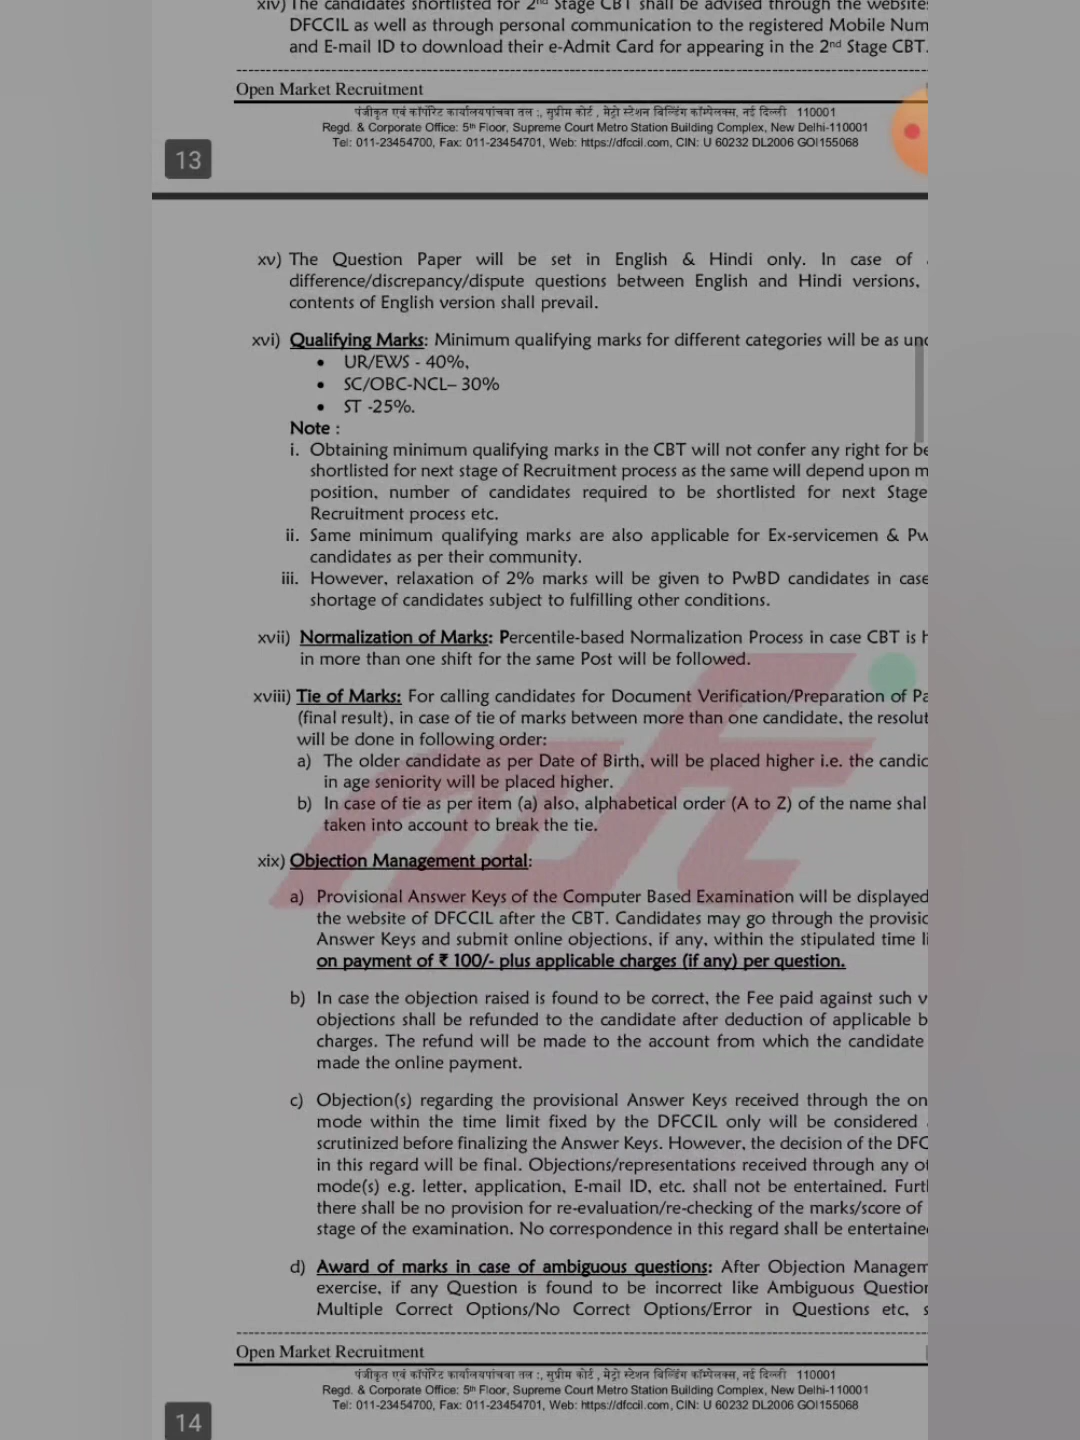 xiv) The candidates shortlisted for 2nd Stage CBT shall be advised through the website
DFCCIL as well as through personal communication to the registered Mobile Num
and E-mail ID to download their e-Admit Card for appearing in the 2nd Stage CBT.
Open Market Recruitment
पंजीकृत एवं कॉर्पोरेट कार्यालयपांचवा तल :, सुप्रीम कोर्ट , मेट्रो स्टेशन बिल्डिंग कॉम्पेलक्स, नई दिल्ली 110001
Regd. & Corporate Office: 5th Floor, Supreme Court Metro Station Building Complex, New Delhi-110001
Tel: 011-23454700, Fax: 011-23454701, Web: https://dfccil.com, CIN: U 60232 DL2006 GOI155068
13
xv) The Question Paper will be set in English & Hindi only. In case of
difference/discrepancy/dispute questions between English and Hindi versions,
contents of English version shall prevail.
xvi) Qualifying Marks: Minimum qualifying marks for different categories will be as und
• UR/EWS - 40%,
• SC/OBC-NCL– 30%
• ST -25%.
Note :
i. Obtaining minimum qualifying marks in the CBT will not confer any right for be
shortlisted for next stage of Recruitment process as the same will depend upon m
position, number of candidates required to be shortlisted for next Stage
Recruitment process etc.
ii. Same minimum qualifying marks are also applicable for Ex-servicemen & Pw
candidates as per their community.
iii. However, relaxation of 2% marks will be given to PwBD candidates in case
shortage of candidates subject to fulfilling other conditions.
xvii) Normalization of Marks: Percentile-based Normalization Process in case CBT is h
in more than one shift for the same Post will be followed.
xviii) Tie of Marks: For calling candidates for Document Verification/Preparation of Pa
(final result), in case of tie of marks between more than one candidate, the resolut
will be done in following order:
a) The older candidate as per Date of Birth, will be placed higher i.e. the candid
in age seniority will be placed higher.
b) In case of tie as per item (a) also, alphabetical order (A to Z) of the name shal
taken into account to break the tie.
xix) Objection Management portal:
a) Provisional Answer Keys of the Computer Based Examination will be displayed
the website of DFCCIL after the CBT. Candidates may go through the provisio
Answer Keys and submit online objections, if any, within the stipulated time li
on payment of ₹ 100/- plus applicable charges (if any) per question.
b) In case the objection raised is found to be correct, the Fee paid against such v
objections shall be refunded to the candidate after deduction of applicable b
charges. The refund will be made to the account from which the candidate
made the online payment.
c) Objection(s) regarding the provisional Answer Keys received through the on
mode within the time limit fixed by the DFCCIL only will be considered
scrutinized before finalizing the Answer Keys. However, the decision of the DFC
in this regard will be final. Objections/representations received through any ot
mode(s) e.g. letter, application, E-mail ID, etc. shall not be entertained. Furt
there shall be no provision for re-evaluation/re-checking of the marks/score of
stage of the examination. No correspondence in this regard shall be entertaine
d) Award of marks in case of ambiguous questions: After Objection Managem
exercise, if any Question is found to be incorrect like Ambiguous Question
Multiple Correct Options/No Correct Options/Error in Questions etc, s
Open Market Recruitment
पंजीकृत एवं कॉर्पोरेट कार्यालयपांचवा तल :, सुप्रीम कोर्ट , मेट्रो स्टेशन बिल्डिंग कॉम्पेलक्स, नई दिल्ली 110001
Regd. & Corporate Office: 5th Floor, Supreme Court Metro Station Building Complex, New Delhi-110001
Tel: 011-23454700, Fax: 011-23454701, Web: https://dfccil.com, CIN: U 60232 DL2006 GOI155068
14